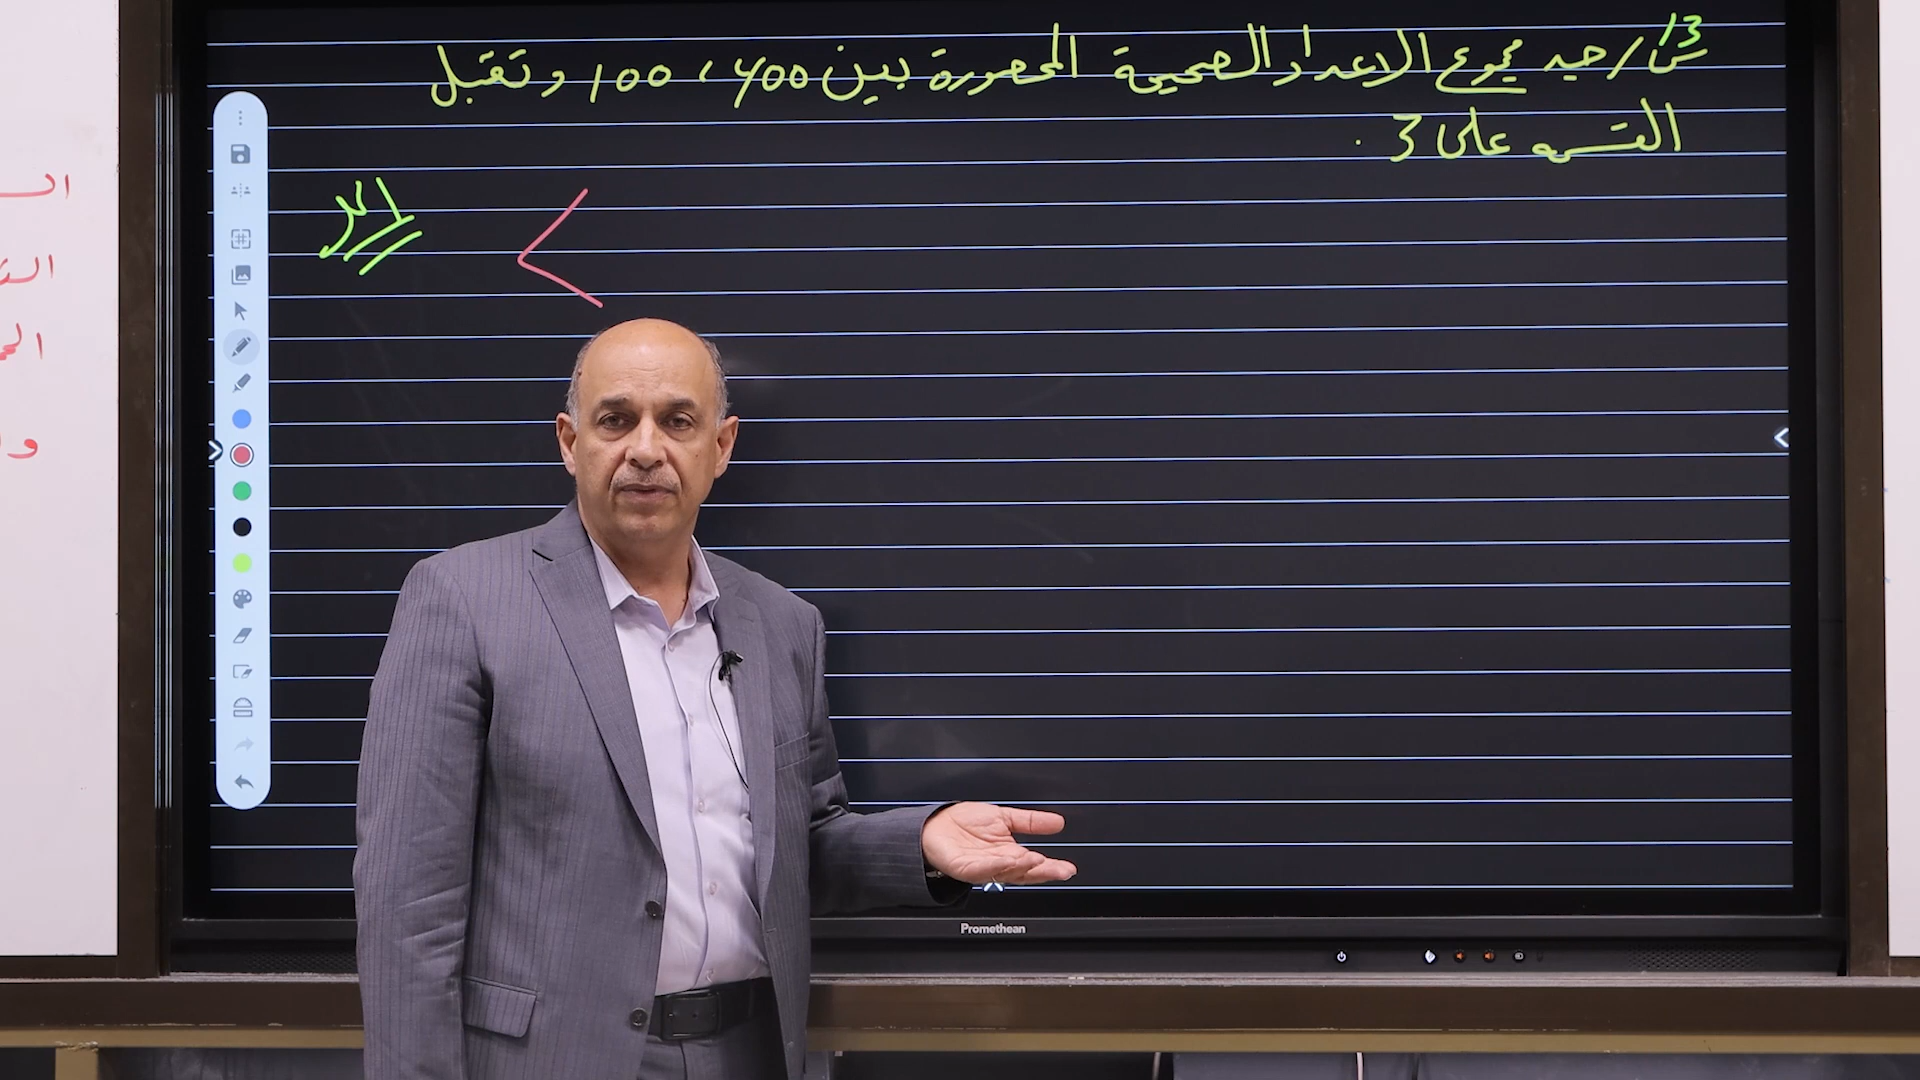 س13/ جد مجموع الاعداد الصحيحة المحصورة بين 400 ، 100 وتقبل
القسمة على 3 .
الحل
Promethean